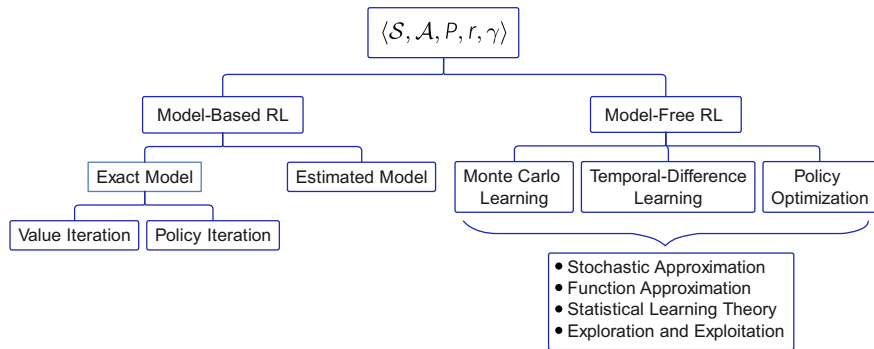 ⟨𝒮, 𝒜, P, r, γ⟩
Model-Based RL
Model-Free RL
Exact Model
Estimated Model
Monte Carlo
Learning
Temporal-Difference
Learning
Policy
Optimization
Value Iteration
Policy Iteration
● Stochastic Approximation
● Function Approximation
● Statistical Learning Theory
● Exploration and Exploitation